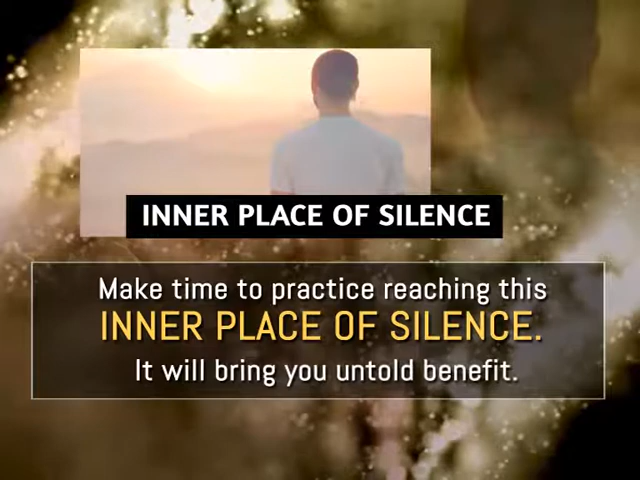 INNER PLACE OF SILENCE
Make time to practice reaching this
INNER PLACE OF SILENCE.
It will bring you untold benefit.